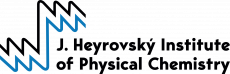 J. Heyrovský Institute
of Physical Chemistry